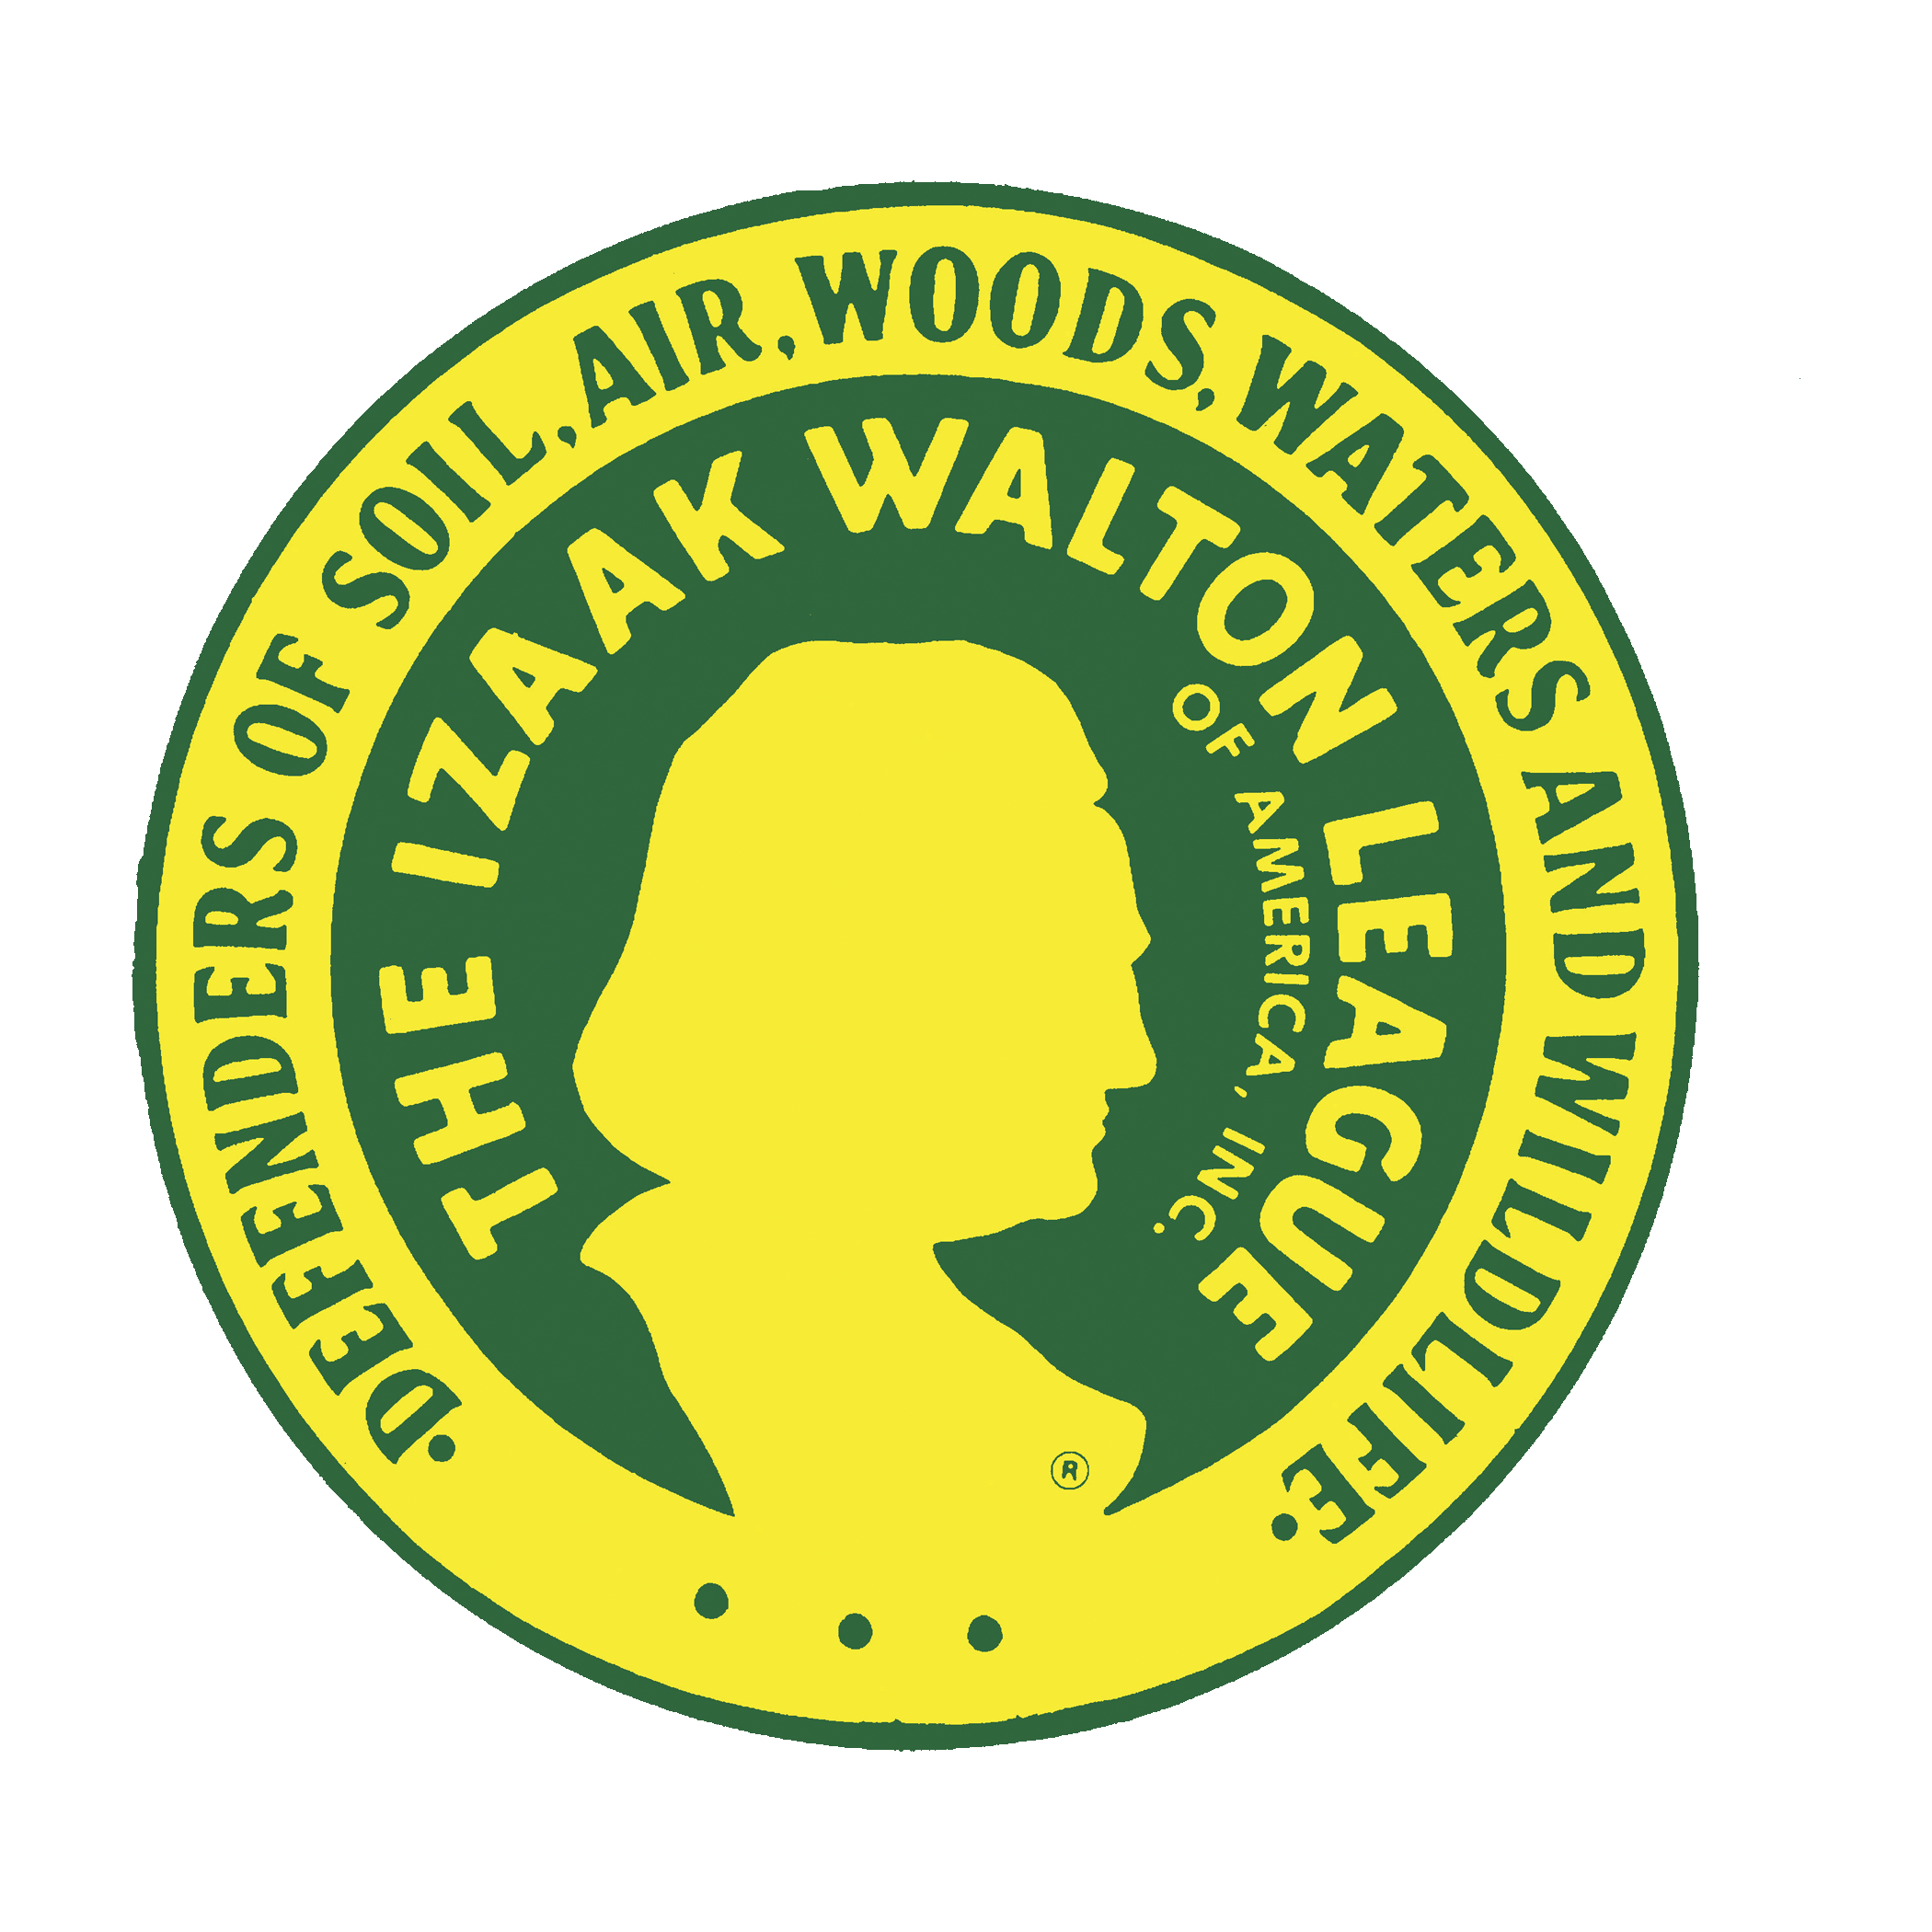 • DEFENDERS OF SOIL, AIR, WOODS, WATERS AND WILDLIFE •
THE IZAAK WALTON LEAGUE
OF AMERICA, INC.
®